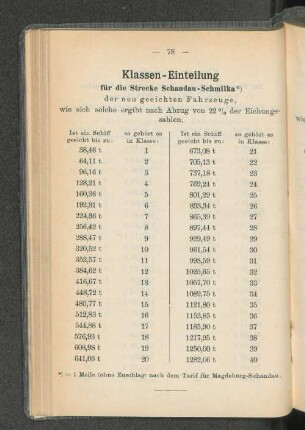 — 78 —
Klassen-Einteilung
für die Strecke Schandau-Schmilka*)
der neu geeichten Fahrzeuge,
wie sich solche ergibt nach Abzug von 22 % der Eichungs-
zahlen.
Ist ein Schiff geeicht bis zu: so gehört es in Klasse: Ist ein Schiff geeicht bis zu: so gehört es in Klasse:
38,46 t 1 673,08 t 21
64,11 t 2 705,13 t 22
96,16 t 3 737,18 t 23
128,21 t 4 769,24 t 24
160,26 t 5 801,29 t 25
192,31 t 6 833,34 t 26
224,36 t 7 865,39 t 27
256,42 t 8 897,44 t 28
288,47 t 9 929,49 t 29
320,52 t 10 961,54 t 30
352,57 t 11 993,59 t 31
384,62 t 12 1025,65 t 32
416,67 t 13 1057,70 t 33
448,72 t 14 1089,75 t 34
480,77 t 15 1121,80 t 35
512,83 t 16 1153,85 t 36
544,88 t 17 1185,90 t 37
576,93 t 18 1217,95 t 38
608,98 t 19 1250,00 t 39
641,03 t 20 1282,06 t 40
*) = 1 Meile (ohne Zuschlag) nach dem Tarif für Magdeburg-Schandau.